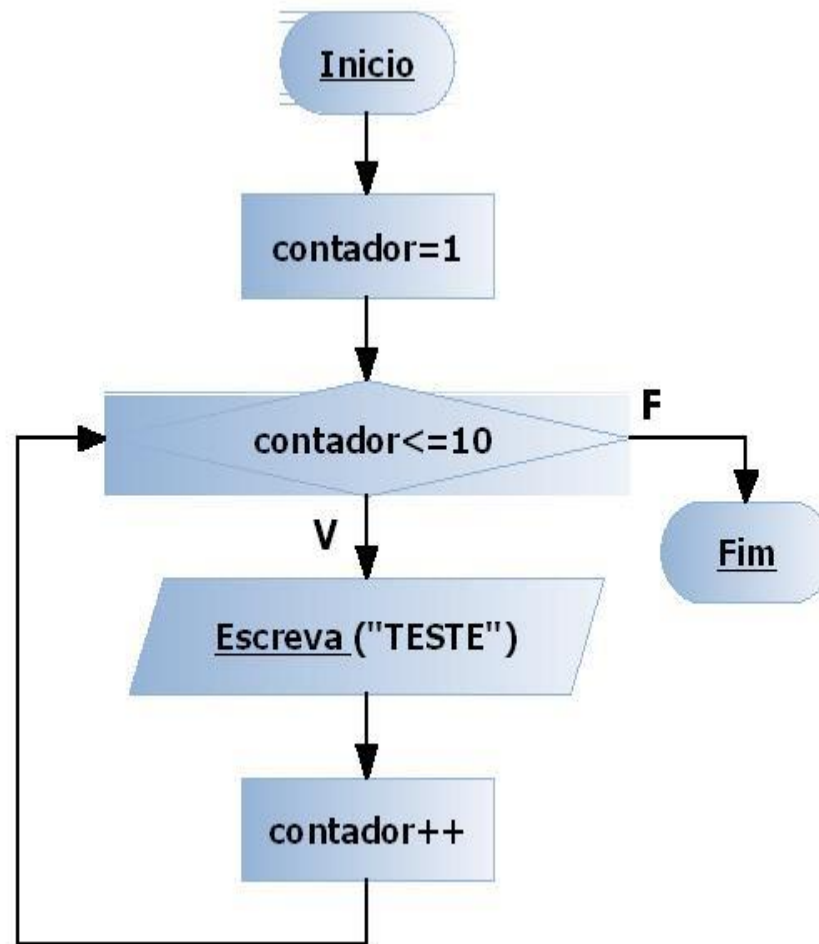 Inicio
contador=1
contador<=10
F
V
Fim
Escreva ("TESTE")
contador++